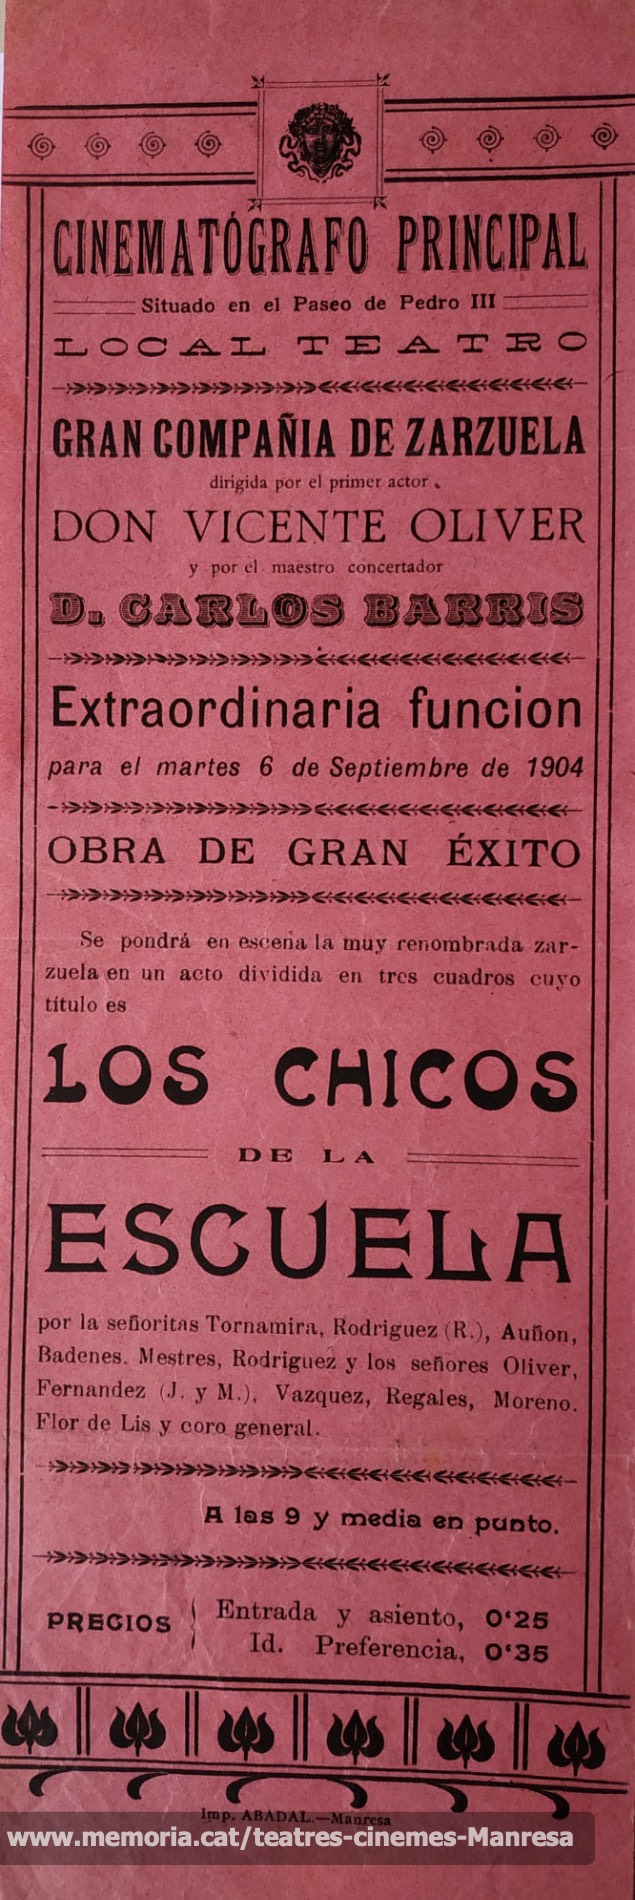 CINEMATÓGRAFO PRINCIPAL
Situado en el Paseo de Pedro III
LOCAL TEATRO
GRAN COMPAÑIA DE ZARZUELA
dirigida por el primer actor
DON VICENTE OLIVER
y por el maestro concertador
D. CARLOS BARRIS
Extraordinaria funcion
para el martes 6 de Septiembre de 1904
OBRA DE GRAN ÉXITO
Se pondrá en escena la muy renombrada zar-
zuela en un acto dividida en tres cuadros cuyo
título es
LOS CHICOS
DE LA
ESCUELA
por la señoritas Tornamira, Rodriguez (R.), Auñon,
Badenes. Mestres, Rodriguez y los señores Oliver,
Fernandez (J. y M.), Vazquez, Regales, Moreno.
Flor de Lis y coro general.
A las 9 y media en punto.
PRECIOS { Entrada y asiento, 0'25
Id. Preferencia, 0'35
Imp. ABADAL.—Manresa
www.memoria.cat/teatres-cinemes-Manresa